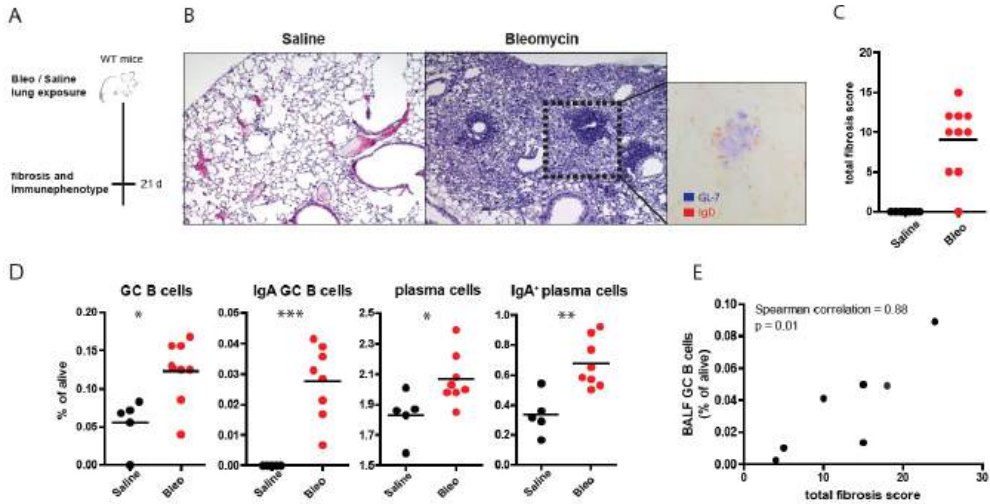 A
WT mice
Bleo / Saline
lung exposure
fibrosis and
Immunephenotype
21 d
B
Saline
Bleomycin
GL-7
IgD
C
total fibrosis score
20
15
10
5
0
Saline
Bleo
D
GC B cells
*
% of alive
0.20
0.15
0.10
0.05
0.00
Saline
Bleo
IgA GC B cells
***
0.05
0.04
0.03
0.02
0.01
0.00
Saline
Bleo
plasma cells
*
2.7
2.4
2.1
1.8
1.5
Saline
Bleo
IgA⁺ plasma cells
**
1.0
0.8
0.6
0.4
0.2
0.0
Saline
Bleo
E
Spearman correlation = 0.88
p = 0.01
BALF GC B cells
(% of alive)
0.10
0.08
0.06
0.04
0.02
0.00
0
10
20
30
total fibrosis score